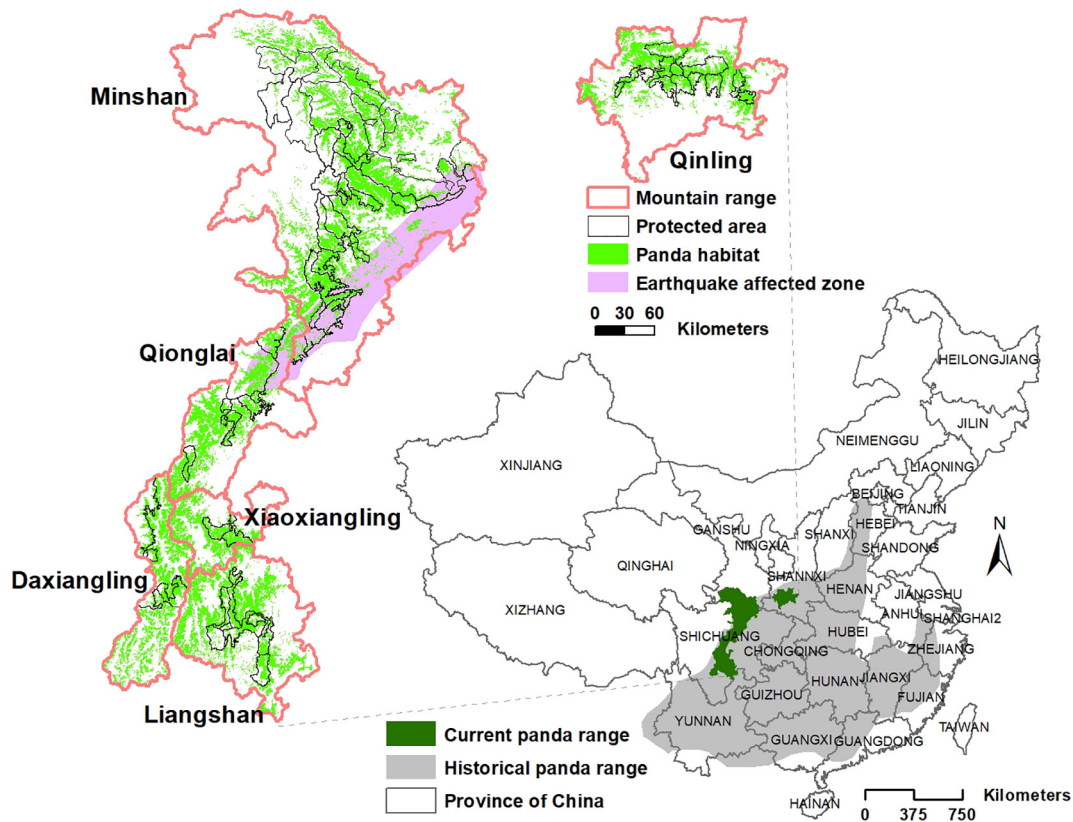 Minshan
Qionglai
Xiaoxiangling
Daxiangling
Liangshan
Qinling
Mountain range
Protected area
Panda habitat
Earthquake affected zone
0 30 60 Kilometers
HEILONGJIANG
JILIN
NEIMENGGU
LIAONING
XINJIANG
BEIJING
TIANJIN
HEBEI
GANSHU
SHANXI
NINGXIA
SHANDONG
QINGHAI
SHANNXI
HENAN
JIANGSHU
XIZHANG
ANHUI
SHANGHAI2
SHICHUANG
HUBEI
CHONGQING
ZHEJIANG
HUNAN
JIANGXI
GUIZHOU
FUJIAN
YUNNAN
TAIWAN
GUANGXI
GUANGDONG
HAINAN
N
Current panda range
Historical panda range
Province of China
Kilometers
0 375 750